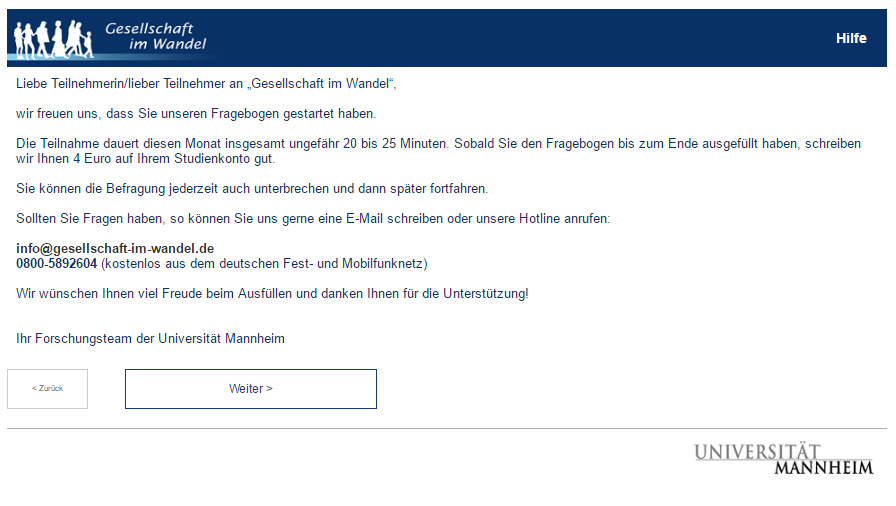 Gesellschaft
im Wandel
Hilfe
Liebe Teilnehmerin/lieber Teilnehmer an „Gesellschaft im Wandel“,
wir freuen uns, dass Sie unseren Fragebogen gestartet haben.
Die Teilnahme dauert diesen Monat insgesamt ungefähr 20 bis 25 Minuten. Sobald Sie den Fragebogen bis zum Ende ausgefüllt haben, schreiben
wir Ihnen 4 Euro auf Ihrem Studienkonto gut.
Sie können die Befragung jederzeit auch unterbrechen und dann später fortfahren.
Sollten Sie Fragen haben, so können Sie uns gerne eine E-Mail schreiben oder unsere Hotline anrufen:
info@gesellschaft-im-wandel.de
0800-5892604 (kostenlos aus dem deutschen Fest- und Mobilfunknetz)
Wir wünschen Ihnen viel Freude beim Ausfüllen und danken Ihnen für die Unterstützung!
Ihr Forschungsteam der Universität Mannheim
< Zurück
Weiter >
UNIVERSITÄT
MANNHEIM